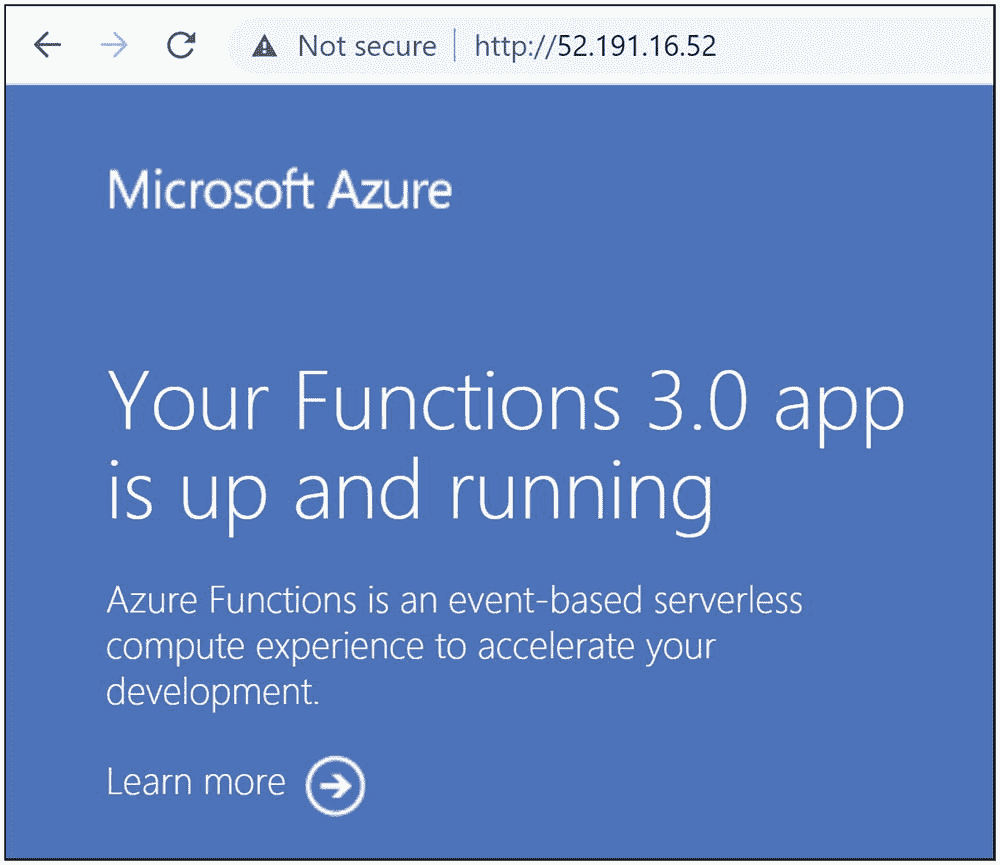 Not secure | http://52.191.16.52
Microsoft Azure
Your Functions 3.0 app
is up and running
Azure Functions is an event-based serverless
compute experience to accelerate your
development.
Learn more